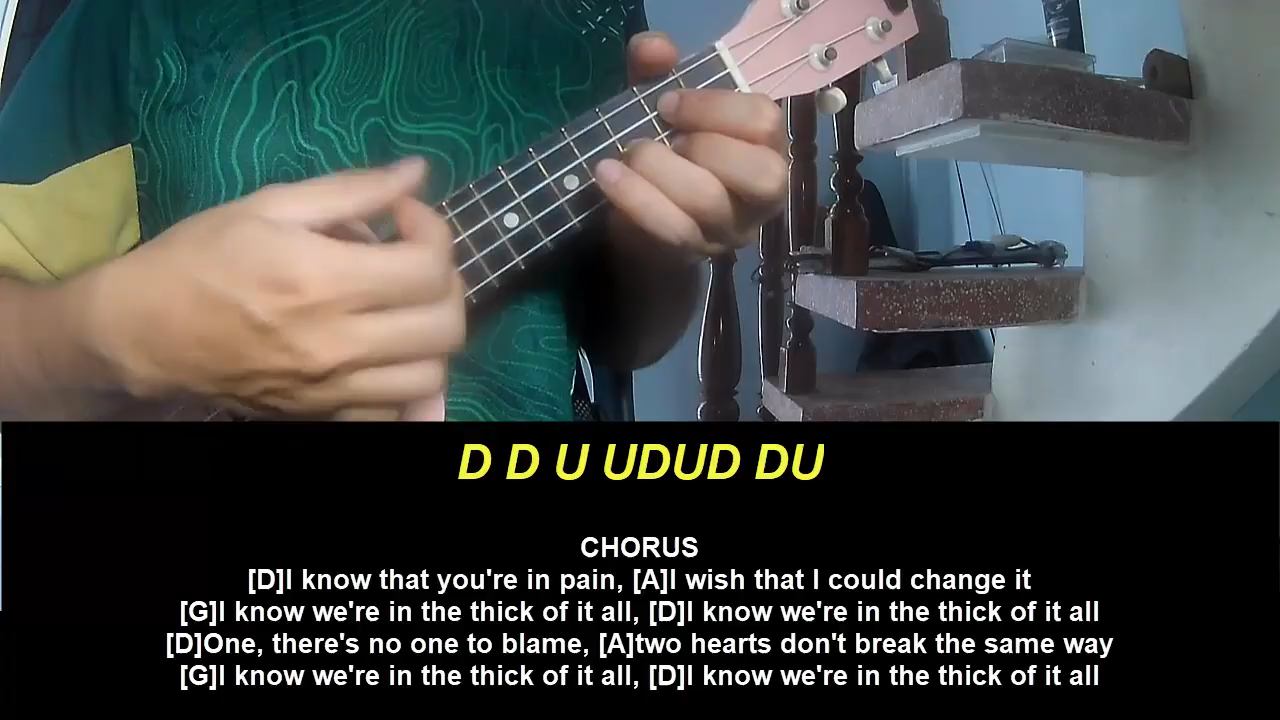 D D U UDUD DU
CHORUS
[D]I know that you're in pain, [A]I wish that I could change it
[G]I know we're in the thick of it all, [D]I know we're in the thick of it all
[D]One, there's no one to blame, [A]two hearts don't break the same way
[G]I know we're in the thick of it all, [D]I know we're in the thick of it all